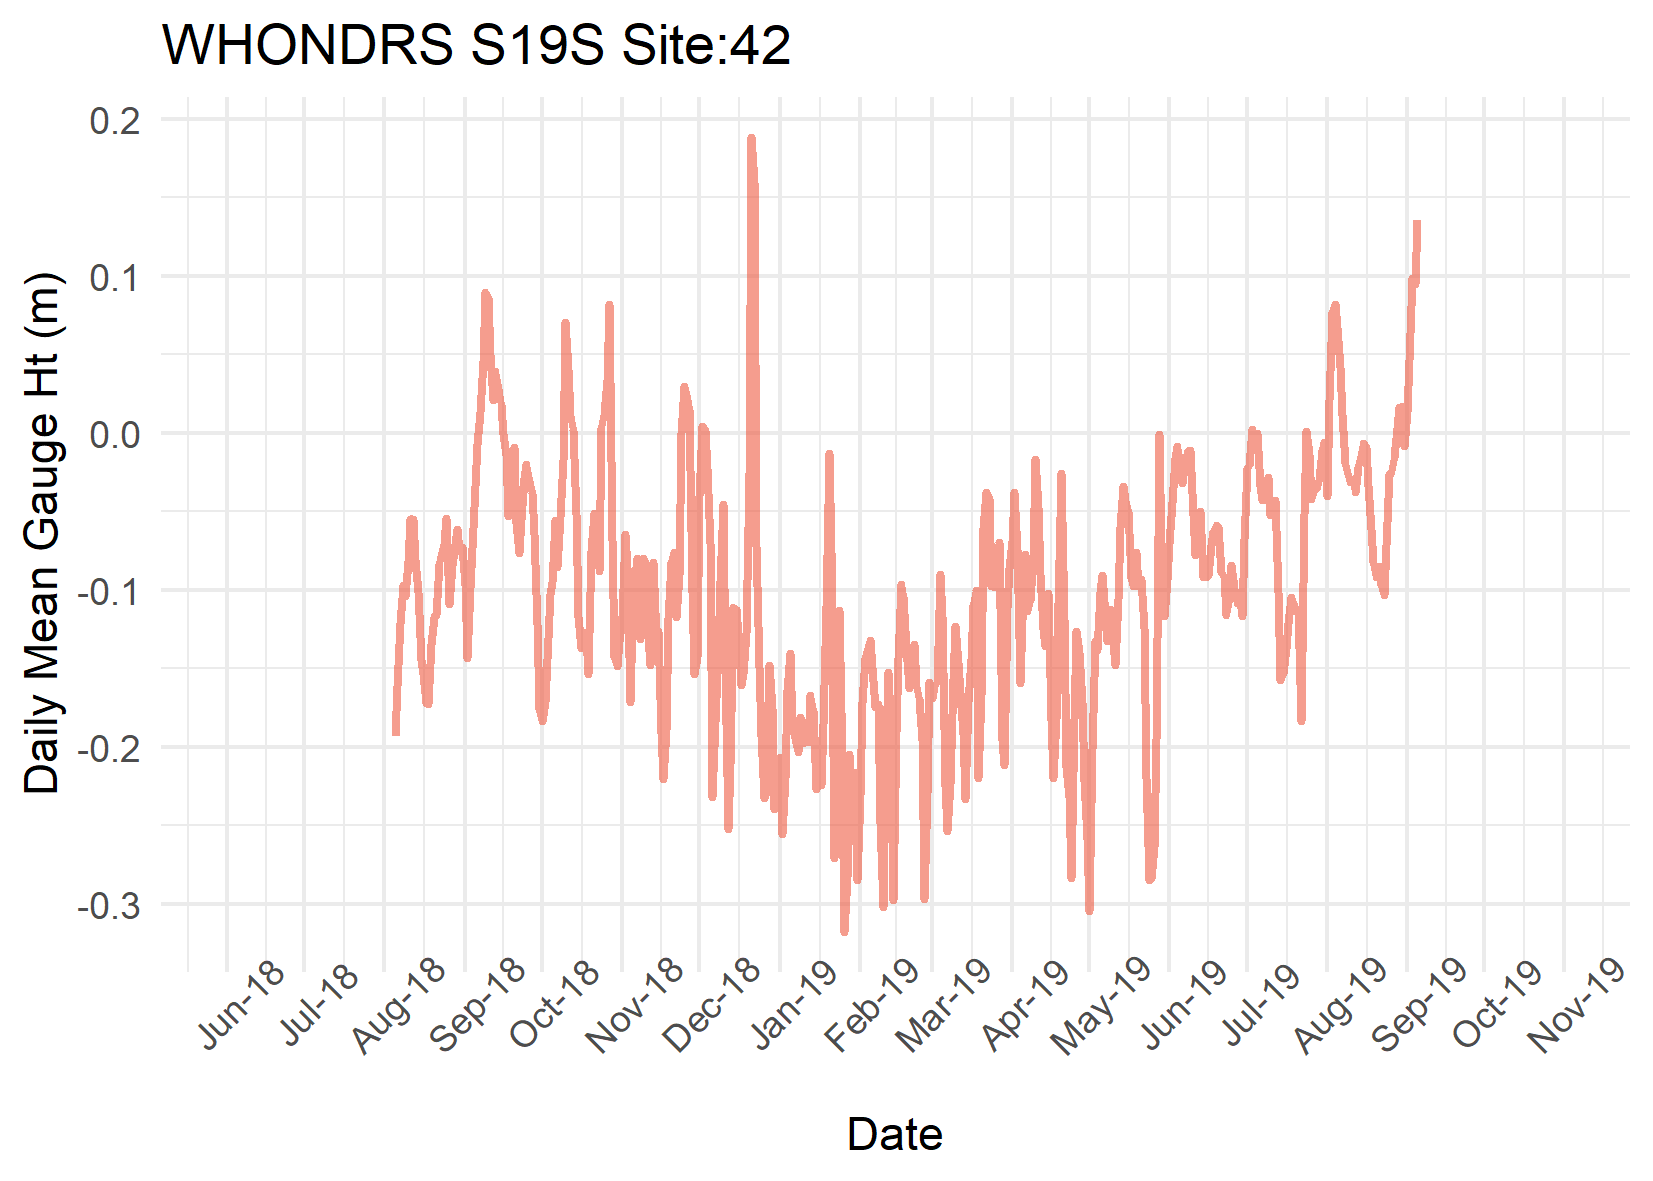 WHONDRS S19S Site:42
Daily Mean Gauge Ht (m)
0.2
0.1
0.0
-0.1
-0.2
-0.3
Jun-18
Jul-18
Aug-18
Sep-18
Oct-18
Nov-18
Dec-18
Jan-19
Feb-19
Mar-19
Apr-19
May-19
Jun-19
Jul-19
Aug-19
Sep-19
Oct-19
Nov-19
Date